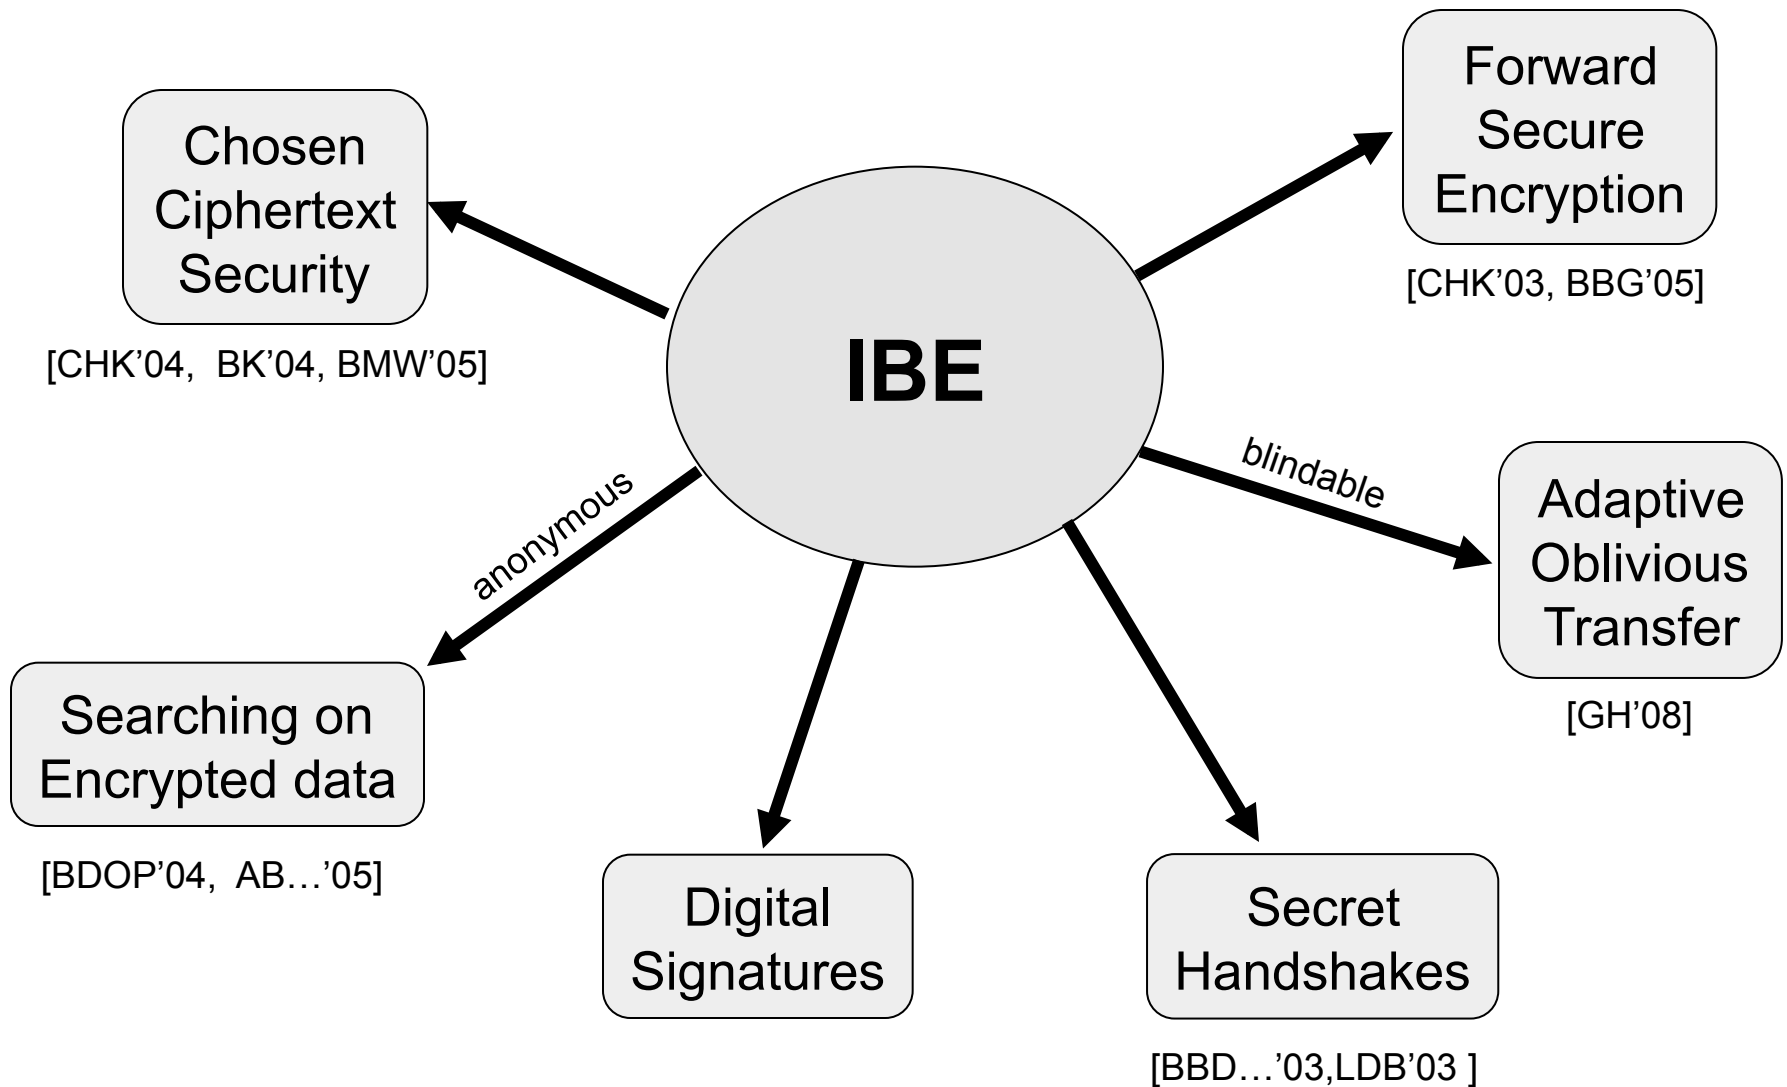 Forward
Secure
Encryption
[CHK’03, BBG’05]
Chosen
Ciphertext
Security
[CHK’04,  BK’04, BMW’05]
IBE
blindable
Adaptive
Oblivious
Transfer
[GH’08]
anonymous
Searching on
Encrypted data
[BDOP’04,  AB…’05]
Digital
Signatures
Secret
Handshakes
[BBD…’03,LDB’03 ]